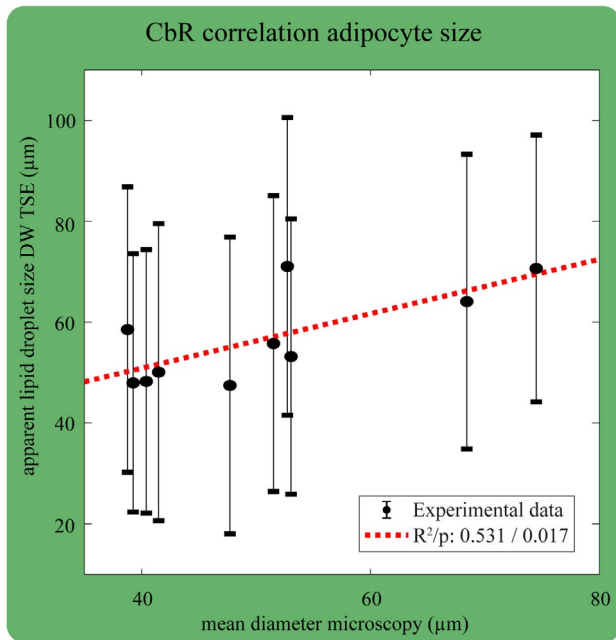 CbR correlation adipocyte size
apparent lipid droplet size DW TSE (µm)
100
80
60
40
20
Experimental data
R²/p: 0.531 / 0.017
40 60 80
mean diameter microscopy (µm)